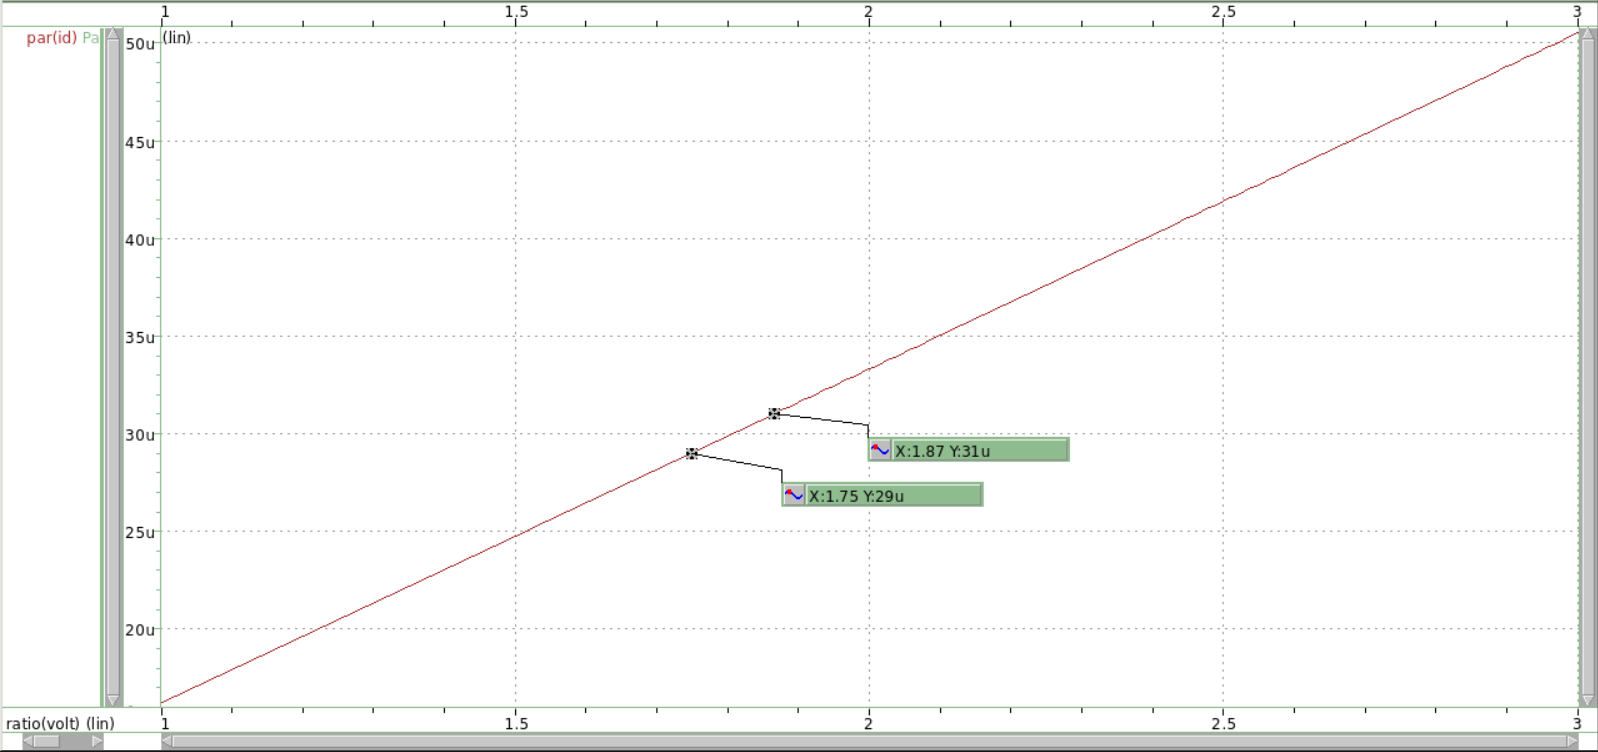 1 1.5 2 2.5 3
par(id) Pa
50u (lin)
45u
40u
35u
30u
X:1.87 Y:31u
X:1.75 Y:29u
25u
20u
ratio(volt) (lin) 1 1.5 2 2.5 3